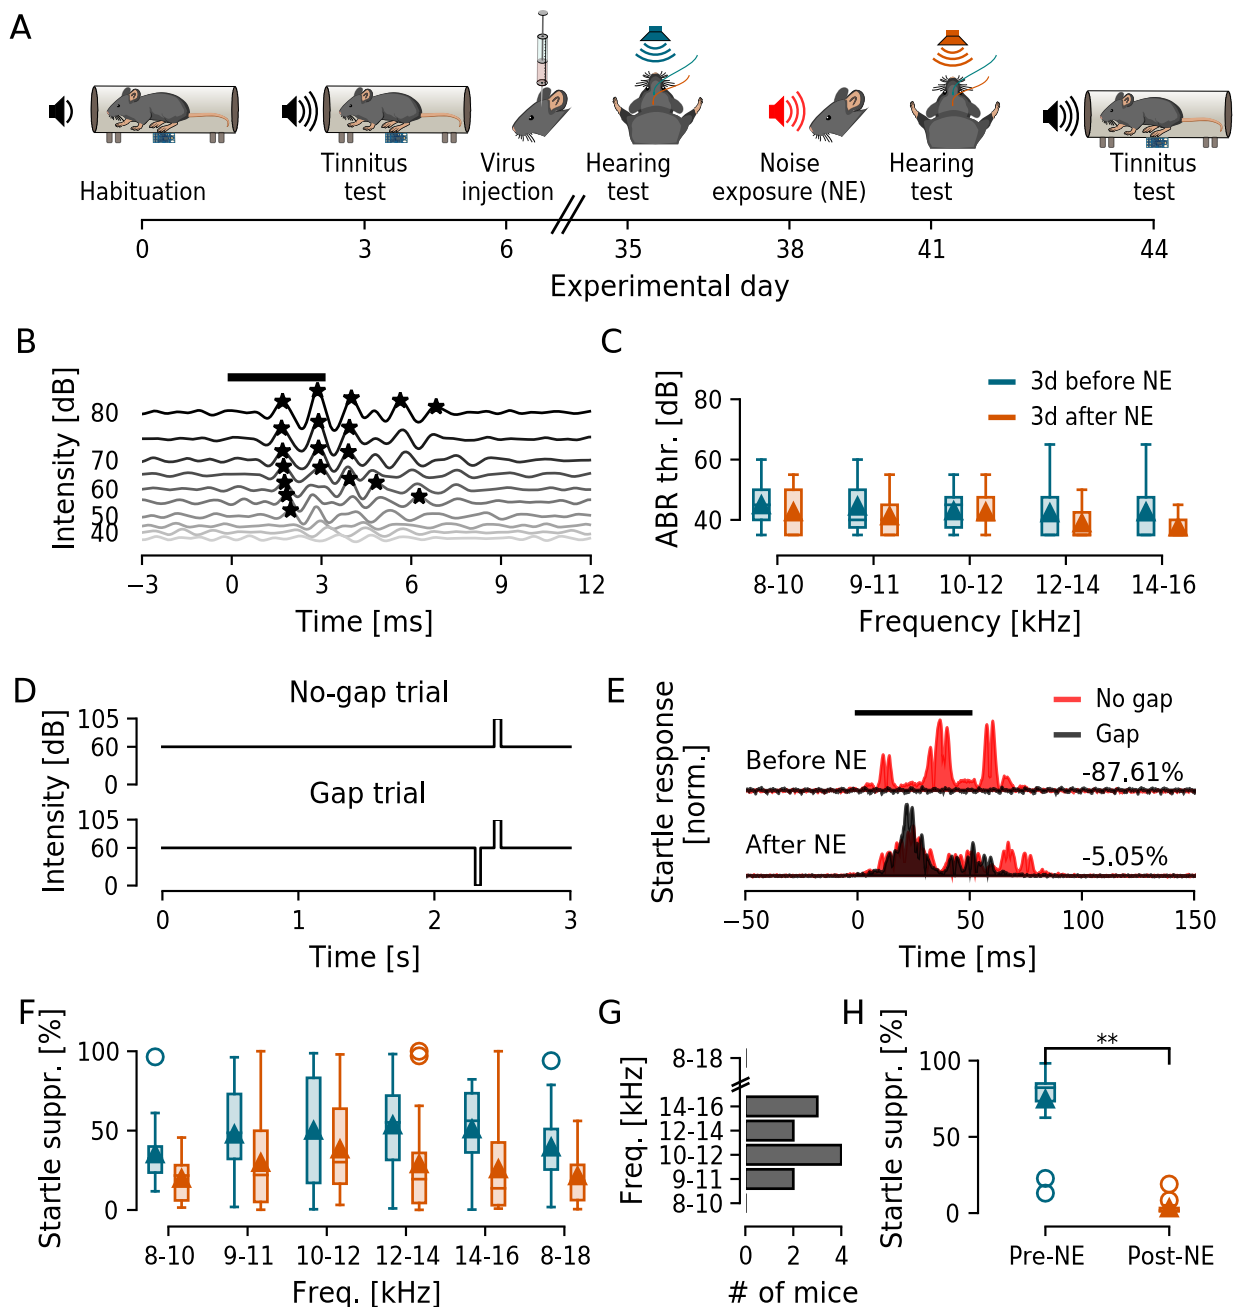 A
Habituation
Tinnitus
test
Virus
injection
Hearing
test
Noise
exposure (NE)
Hearing
test
Tinnitus
test
0 3 6 35 38 41 44
Experimental day
B
Intensity [dB]
80
70
60
50
40
−3 0 3 6 9 12
Time [ms]
C
ABR thr. [dB]
80
60
40
3d before NE
3d after NE
8-10 9-11 10-12 12-14 14-16
Frequency [kHz]
D
No-gap trial
Intensity [dB]
105
60
0
Gap trial
Intensity [dB]
105
60
0
0 1 2 3
Time [s]
E
Startle response
[norm.]
No gap
Gap
Before NE
-87.61%
After NE
-5.05%
−50 0 50 100 150
Time [ms]
F
Startle suppr. [%]
100
50
0
8-10 9-11 10-12 12-14 14-16 8-18
Freq. [kHz]
G
Freq. [kHz]
8-18
14-16
12-14
10-12
9-11
8-10
0 2 4
# of mice
H
Startle suppr. [%]
100
50
0
**
Pre-NE Post-NE